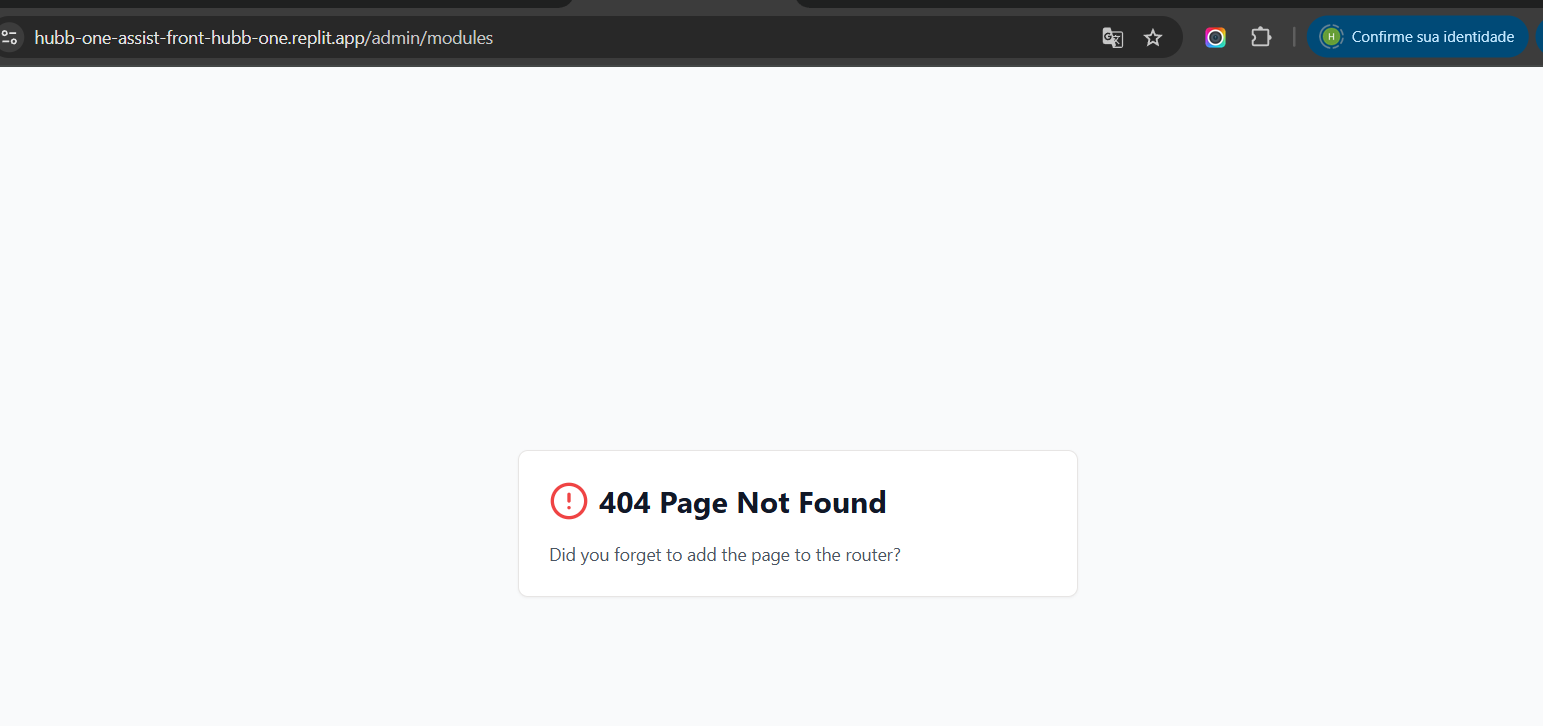 hubb-one-assist-front-hubb-one.replit.app/admin/modules
H
Confirme sua identidade
404 Page Not Found
Did you forget to add the page to the router?